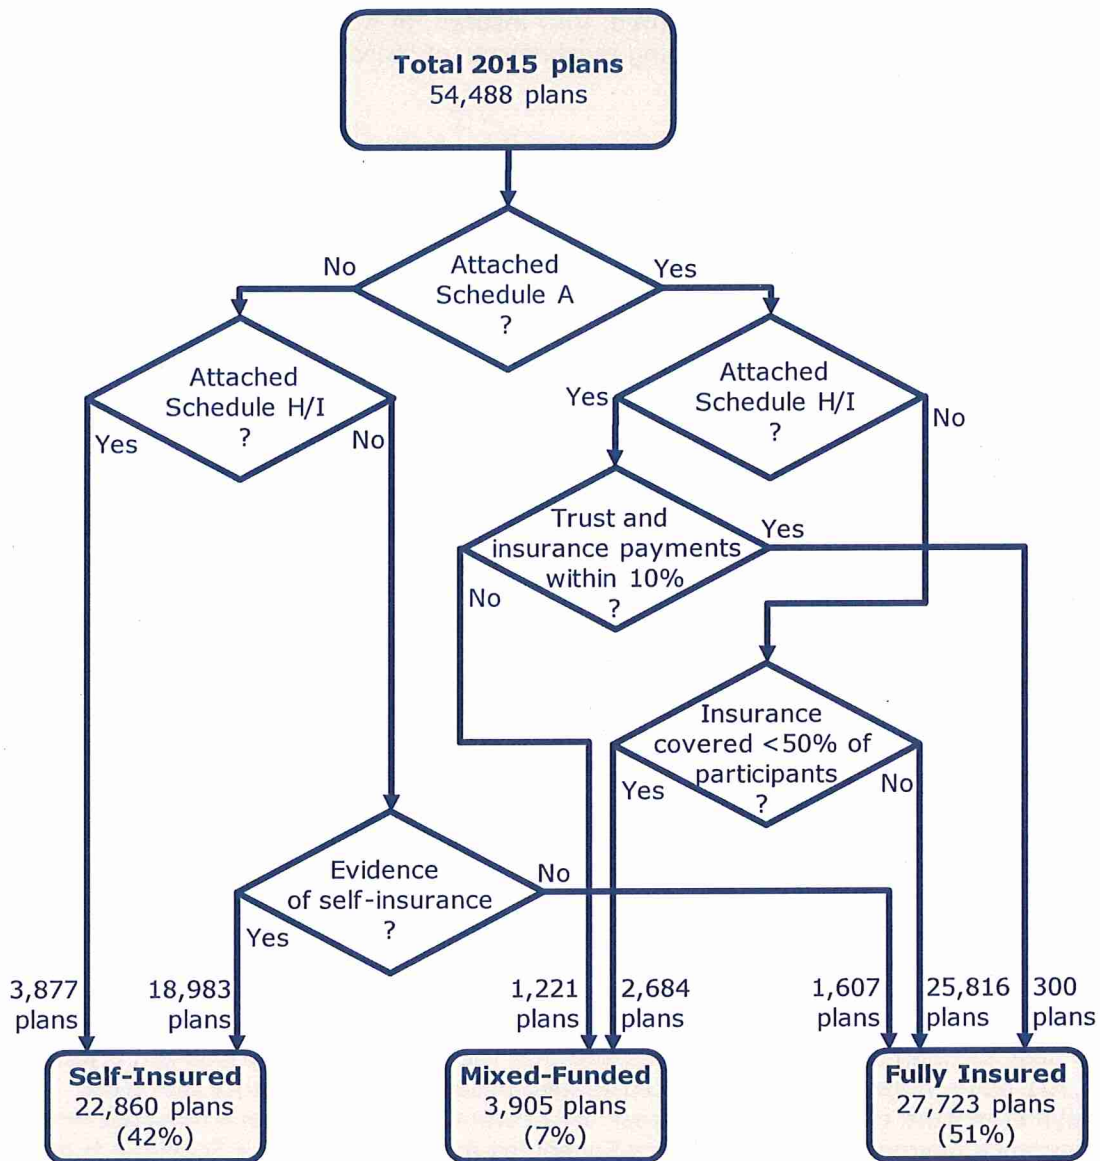 Total 2015 plans
54,488 plans
No
Attached
Schedule A
?
Yes
Attached
Schedule H/I
?
Yes
No
Attached
Schedule H/I
?
Yes
No
Trust and
insurance payments
within 10%
?
No
Yes
Insurance
covered <50% of
participants
?
Yes
No
Evidence
of self-insurance
?
Yes
No
3,877
plans
18,983
plans
1,221
plans
2,684
plans
1,607
plans
25,816
plans
300
plans
Self-Insured
22,860 plans
(42%)
Mixed-Funded
3,905 plans
(7%)
Fully Insured
27,723 plans
(51%)